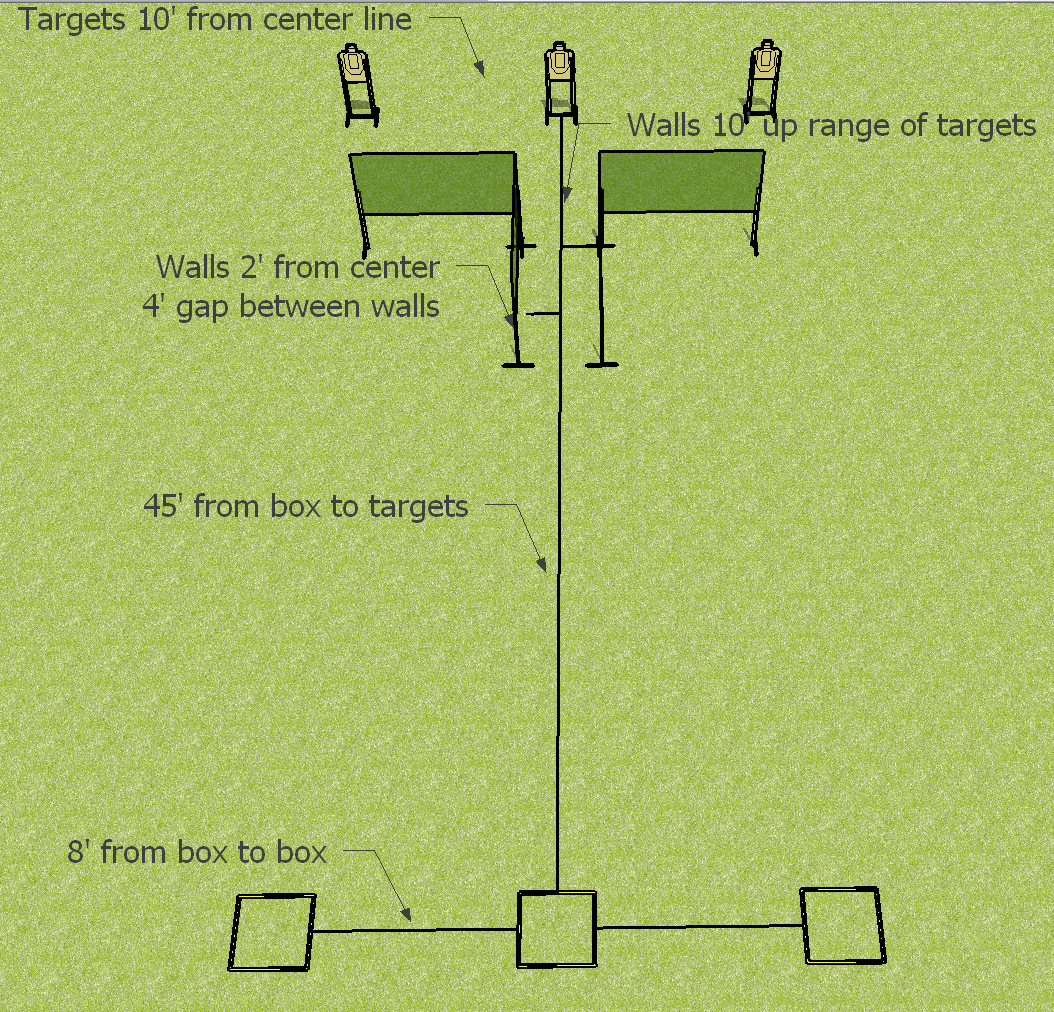 Targets 10' from center line
Walls 10' up range of targets
Walls 2' from center
4' gap between walls
45' from box to targets
8' from box to box